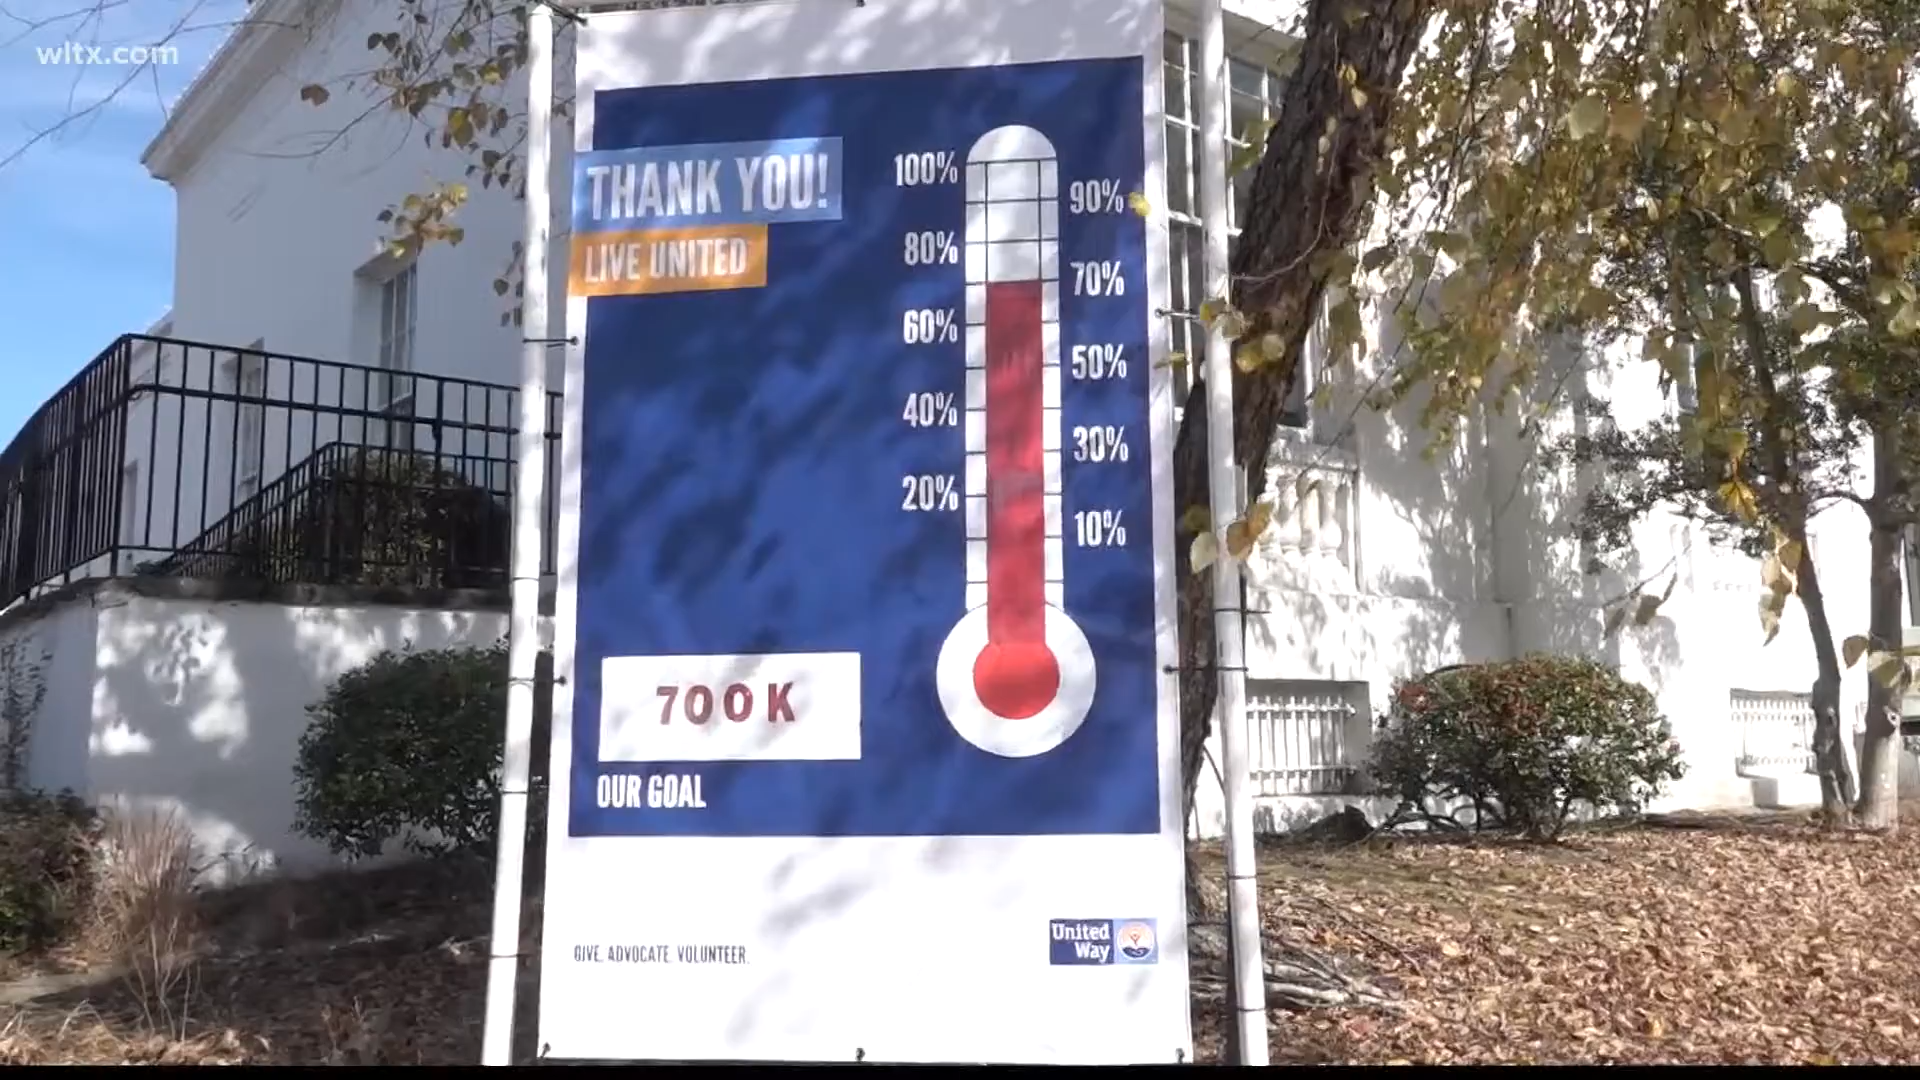 wltx.com
THANK YOU!
LIVE UNITED
100%
90%
80%
70%
60%
50%
40%
30%
20%
10%
700K
OUR GOAL
GIVE. ADVOCATE. VOLUNTEER.
United
Way